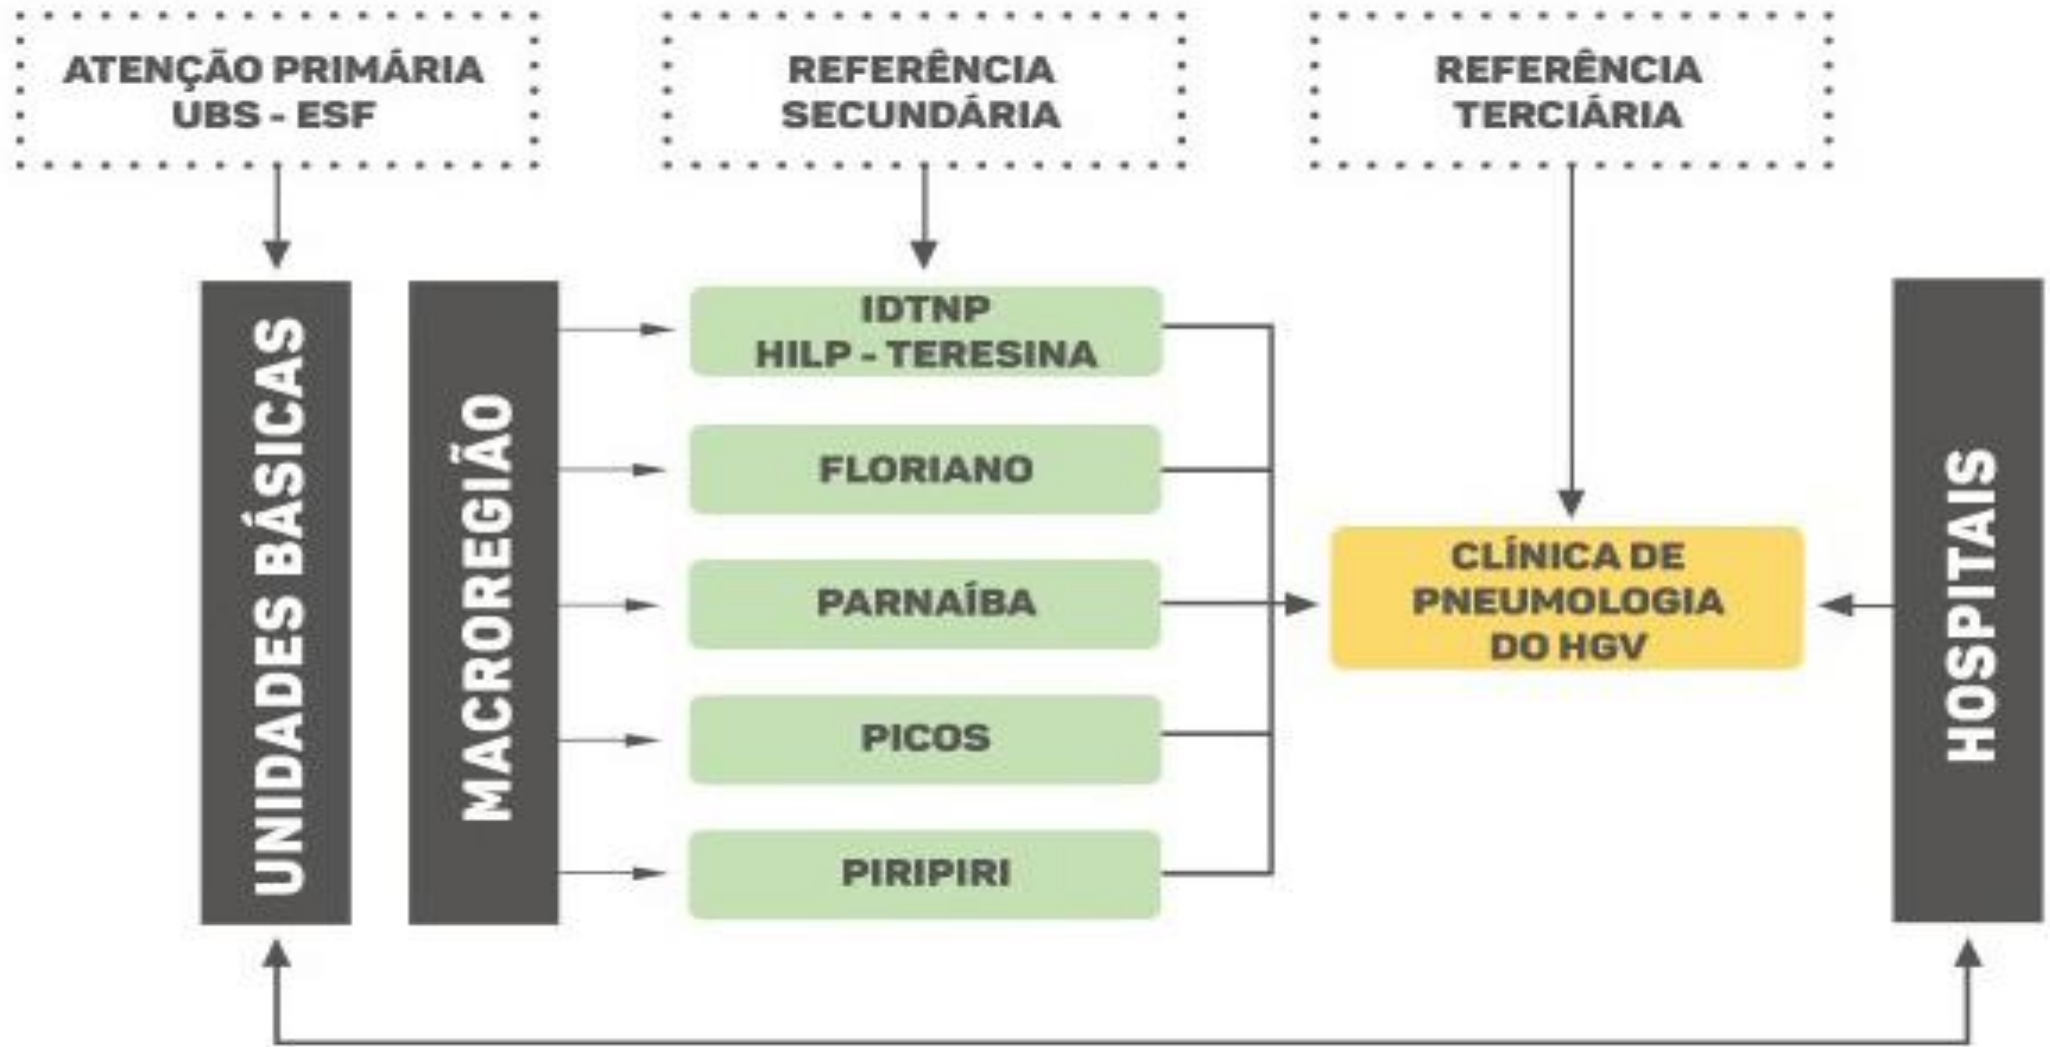 ATENÇÃO PRIMÁRIA
UBS - ESF
REFERÊNCIA
SECUNDÁRIA
REFERÊNCIA
TERCIÁRIA
UNIDADES BÁSICAS
MACROREGIÃO
IDTNP
HILP - TERESINA
FLORIANO
PARNAÍBA
PICOS
PIRIPIRI
CLÍNICA DE
PNEUMOLOGIA
DO HGV
HOSPITAIS